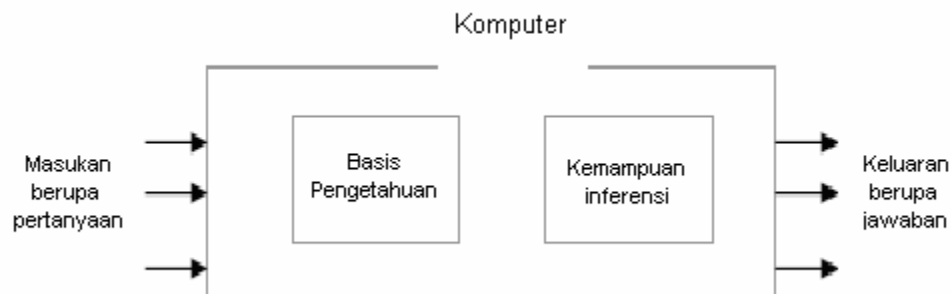 Komputer
Masukan
berupa
pertanyaan
Basis
Pengetahuan
Kemampuan
inferensi
Keluaran
berupa
jawaban